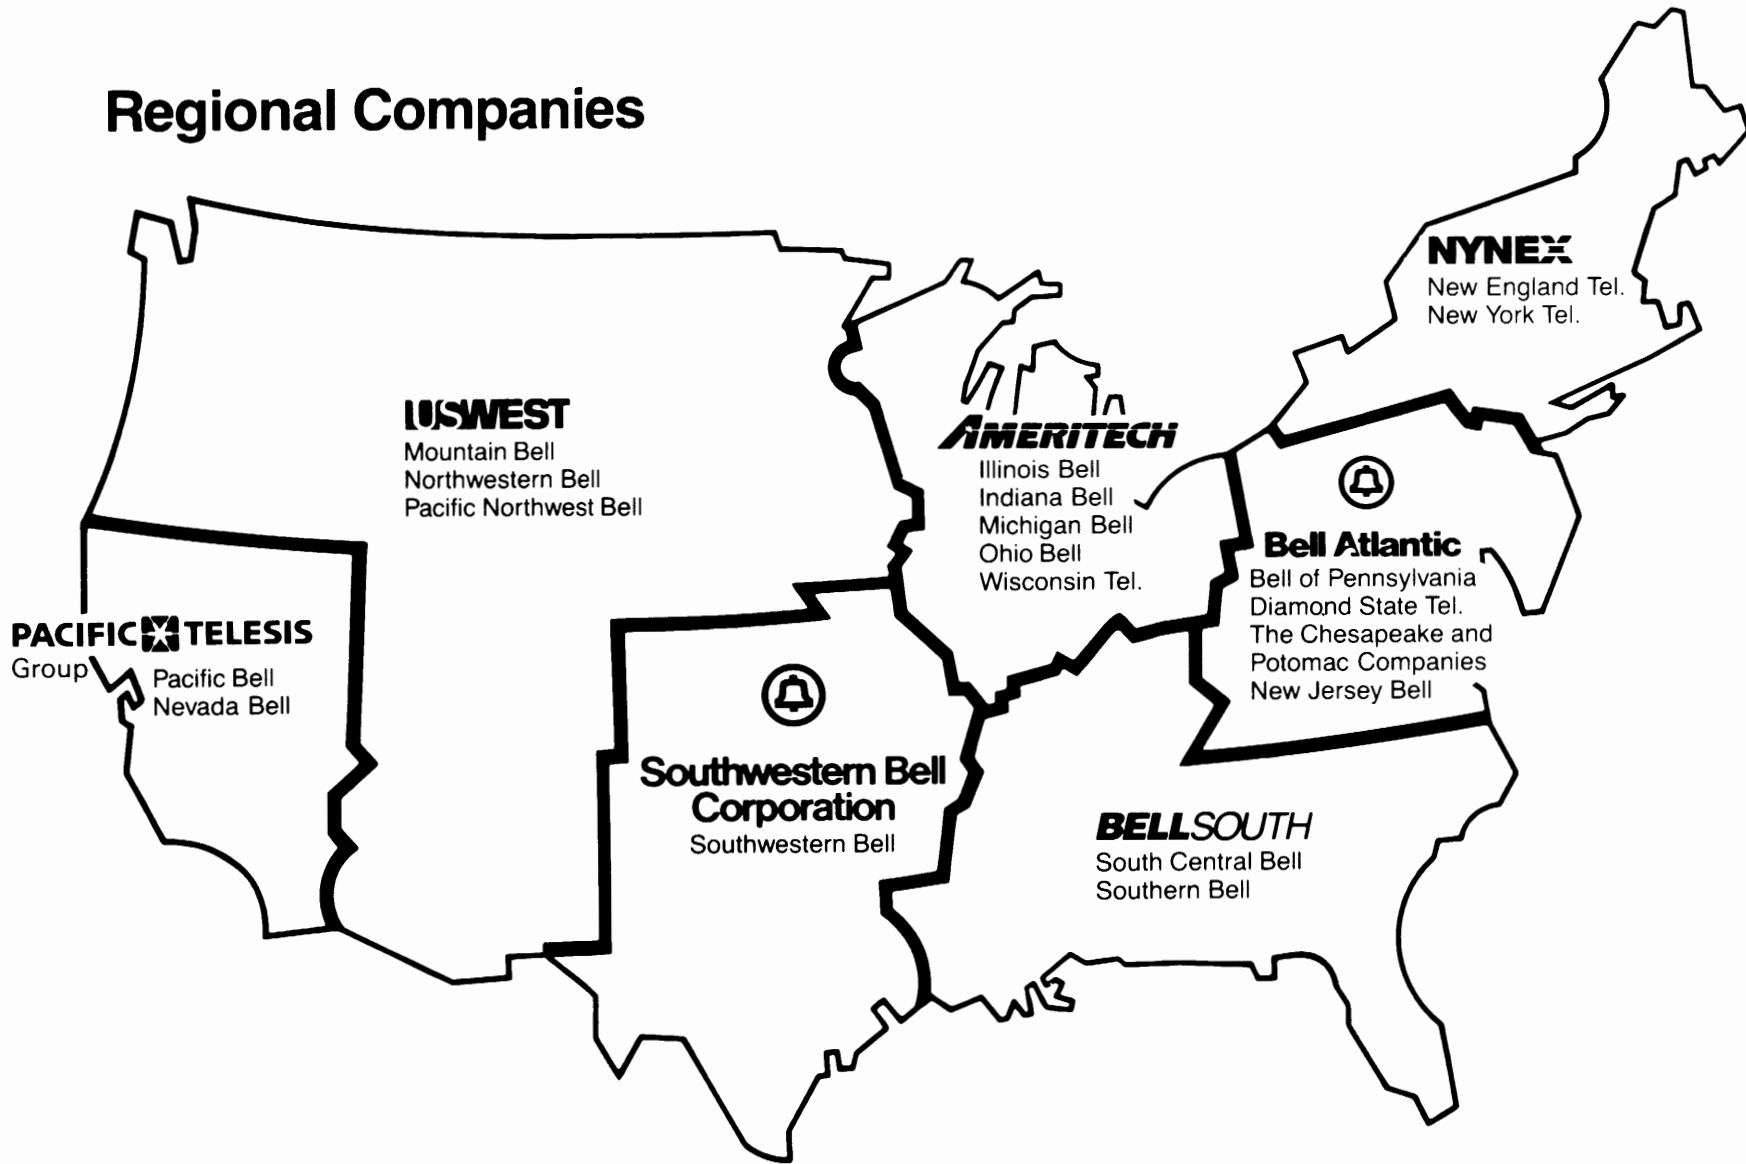 Regional Companies
NYNEX
New England Tel.
New York Tel.
USWEST
Mountain Bell
Northwestern Bell
Pacific Northwest Bell
AMERITECH
Illinois Bell
Indiana Bell
Michigan Bell
Ohio Bell
Wisconsin Tel.
Bell Atlantic
Bell of Pennsylvania
Diamond State Tel.
The Chesapeake and
Potomac Companies
New Jersey Bell
PACIFIC TELESIS
Group
Pacific Bell
Nevada Bell
Southwestern Bell
Corporation
Southwestern Bell
BELLSOUTH
South Central Bell
Southern Bell